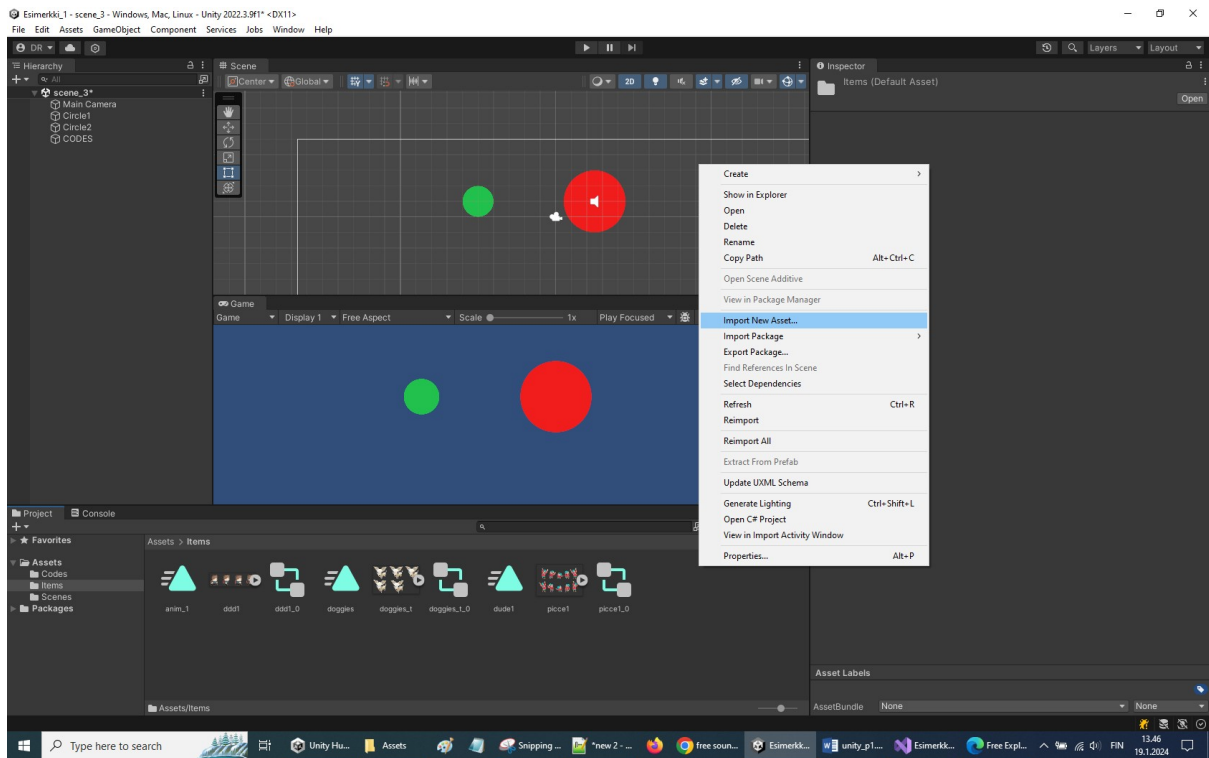 Esimerkki_1 - scene_3 - Windows, Mac, Linux - Unity 2022.3.9f1* <DX11>
File Edit Assets GameObject Component Services Jobs Window Help
DR Layers Layout
Hierarchy
All
scene_3*
Main Camera
Circle1
Circle2
CODES
Scene
Center Global 2D
Game
Game Display 1 Free Aspect Scale 1x Play Focused
Inspector
Items (Default Asset)
Open
Create
Show in Explorer
Open
Delete
Rename
Copy Path Alt+Ctrl+C
Open Scene Additive
View in Package Manager
Import New Asset...
Import Package
Export Package...
Find References In Scene
Select Dependencies
Refresh Ctrl+R
Reimport
Reimport All
Extract From Prefab
Update UXML Schema
Generate Lighting Ctrl+Shift+L
Open C# Project
View in Import Activity Window
Properties... Alt+P
Project Console
Favorites
Assets
Codes
Items
Scenes
Packages
Assets > Items
anim_1 ddd1 ddd1_0 doggies doggies_t doggies_t_0 dude1 picce1 picce1_0
Assets/Items
Asset Labels
AssetBundle None None
Type here to search Unity Hu... Assets Snipping ... *new 2 - ... free soun... Esimerkk... unity_p1.... Esimerkk... Free Expl... FIN 13.46
19.1.2024